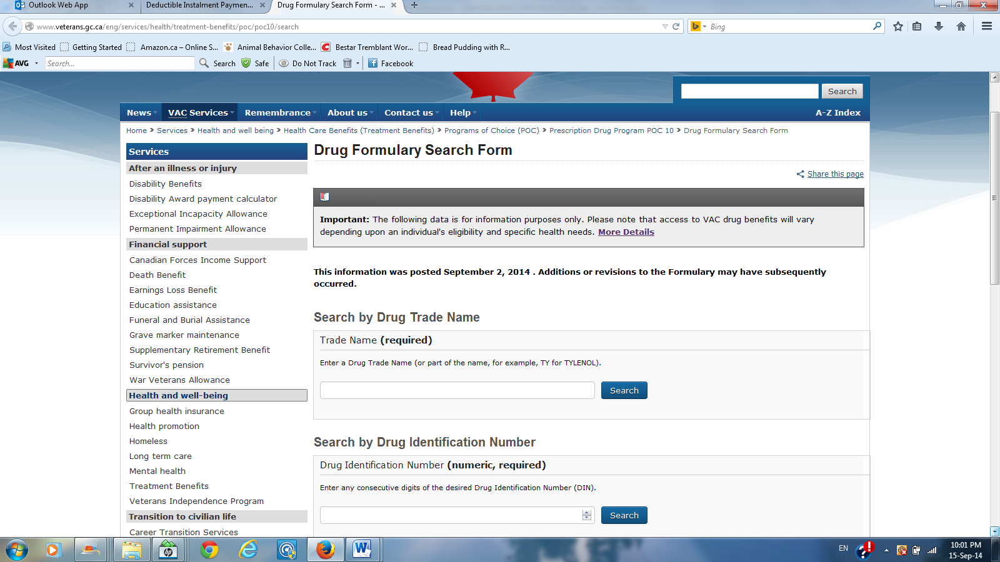 Outlook Web App
Deductible Instalment Paymen...
Drug Formulary Search Form - ...
www.veterans.gc.ca/eng/services/health/treatment-benefits/poc/poc10/search
Bing
Most Visited
Getting Started
Amazon.ca – Online S...
Animal Behavior Colle...
Bestar Tremblant Wor...
Bread Pudding with R...
AVG
Search...
Search
Safe
Do Not Track
Facebook
Search
News
VAC Services
Remembrance
About us
Contact us
Help
A-Z Index
Home > Services > Health and well being > Health Care Benefits (Treatment Benefits) > Programs of Choice (POC) > Prescription Drug Program POC 10 > Drug Formulary Search Form
Services
After an illness or injury
Disability Benefits
Disability Award payment calculator
Exceptional Incapacity Allowance
Permanent Impairment Allowance
Financial support
Canadian Forces Income Support
Death Benefit
Earnings Loss Benefit
Education assistance
Funeral and Burial Assistance
Grave marker maintenance
Supplementary Retirement Benefit
Survivor's pension
War Veterans Allowance
Health and well-being
Group health insurance
Health promotion
Homeless
Long term care
Mental health
Treatment Benefits
Veterans Independence Program
Transition to civilian life
Career Transition Services
Drug Formulary Search Form
Share this page
Important: The following data is for information purposes only. Please note that access to VAC drug benefits will vary
depending upon an individual's eligibility and specific health needs. More Details
This information was posted September 2, 2014 . Additions or revisions to the Formulary may have subsequently
occurred.
Search by Drug Trade Name
Trade Name (required)
Enter a Drug Trade Name (or part of the name, for example, TY for TYLENOL).
Search
Search by Drug Identification Number
Drug Identification Number (numeric, required)
Enter any consecutive digits of the desired Drug Identification Number (DIN).
Search
EN
10:01 PM
15-Sep-14